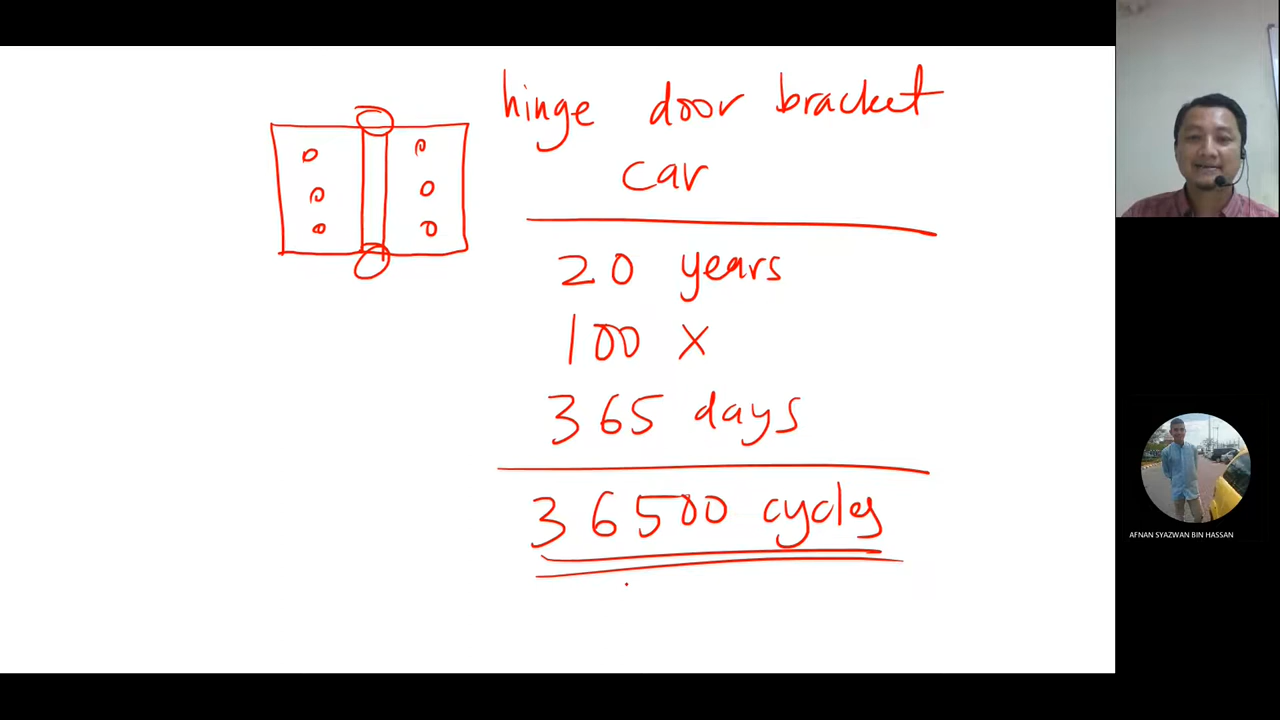 hinge door bracket
car
20 years
100 x
365 days
36500 cycles
AFNAN SYAZWAN BIN HASSAN